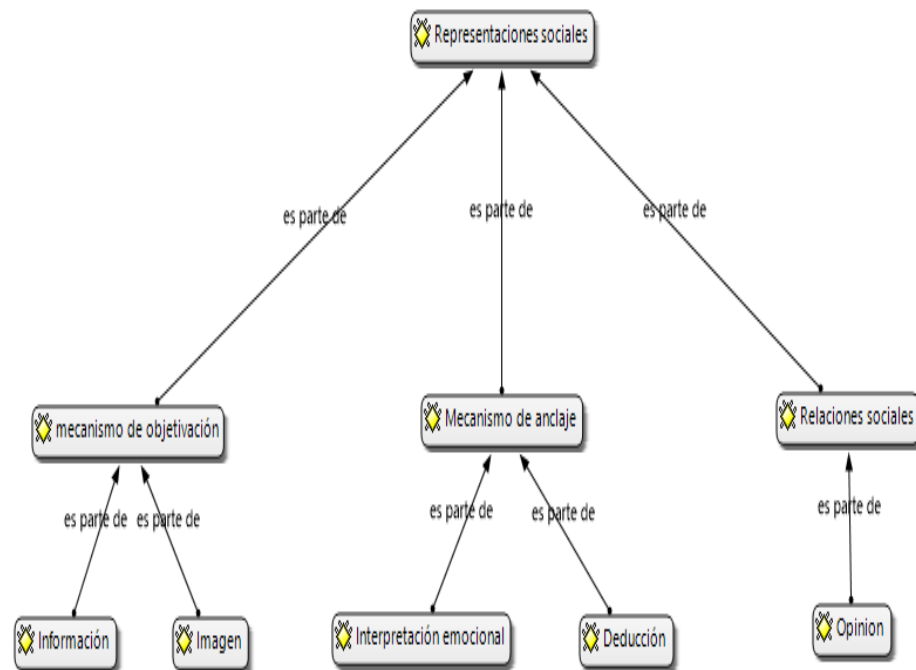 Representaciones sociales
es parte de
es parte de
es parte de
mecanismo de objetivación
Mecanismo de anclaje
Relaciones sociales
es parte de
es parte de
es parte de
es parte de
es parte de
Información
Imagen
Interpretación emocional
Deducción
Opinion